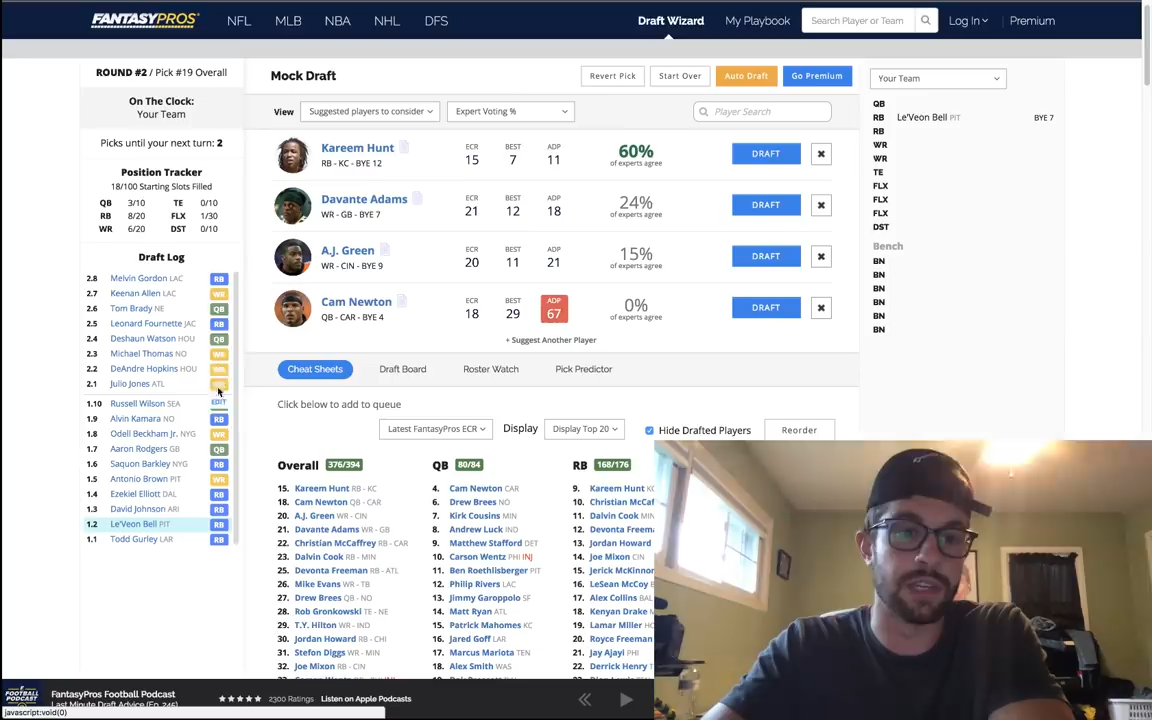 FANTASYPROS NFL MLB NBA NHL DFS Draft Wizard My Playbook Search Player or Team Log In Premium
ROUND #2 / Pick #19 Overall
On The Clock:
Your Team
Picks until your next turn: 2
Position Tracker
18/100 Starting Slots Filled
QB 3/10 TE 0/10
RB 8/20 FLX 1/30
WR 6/20 DST 0/10
Draft Log
2.8 Melvin Gordon LAC RB
2.7 Keenan Allen LAC WR
2.6 Tom Brady NE QB
2.5 Leonard Fournette JAC RB
2.4 Deshaun Watson HOU QB
2.3 Michael Thomas NO WR
2.2 DeAndre Hopkins HOU WR
2.1 Julio Jones ATL WR
1.10 Russell Wilson SEA EDIT
1.9 Alvin Kamara NO RB
1.8 Odell Beckham Jr. NYG WR
1.7 Aaron Rodgers GB QB
1.6 Saquon Barkley NYG RB
1.5 Antonio Brown PIT WR
1.4 Ezekiel Elliott DAL RB
1.3 David Johnson ARI RB
1.2 Le'Veon Bell PIT RB
1.1 Todd Gurley LAR RB
Mock Draft Revert Pick Start Over Auto Draft Go Premium
View Suggested players to consider Expert Voting % Player Search
Kareem Hunt
RB - KC - BYE 12
ECR 15 BEST 7 ADP 11
60%
of experts agree
DRAFT
Davante Adams
WR - GB - BYE 7
ECR 21 BEST 12 ADP 18
24%
of experts agree
DRAFT
A.J. Green
WR - CIN - BYE 9
ECR 20 BEST 11 ADP 21
15%
of experts agree
DRAFT
Cam Newton
QB - CAR - BYE 4
ECR 18 BEST 29 ADP 67
0%
of experts agree
DRAFT
+ Suggest Another Player
Cheat Sheets Draft Board Roster Watch Pick Predictor
Click below to add to queue
Latest FantasyPros ECR Display Display Top 20 Hide Drafted Players Reorder
Overall 376/394
15. Kareem Hunt RB - KC
18. Cam Newton QB - CAR
20. A.J. Green WR - CIN
21. Davante Adams WR - GB
22. Christian McCaffrey RB - CAR
23. Dalvin Cook RB - MIN
25. Devonta Freeman RB - ATL
26. Mike Evans WR - TB
27. Drew Brees QB - NO
28. Rob Gronkowski TE - NE
29. T.Y. Hilton WR - IND
30. Jordan Howard RB - CHI
31. Stefon Diggs WR - MIN
32. Joe Mixon RB - CIN
QB 80/84
4. Cam Newton CAR
6. Drew Brees NO
7. Kirk Cousins MIN
8. Andrew Luck IND
9. Matthew Stafford DET
10. Carson Wentz PHI INJ
11. Ben Roethlisberger PIT
12. Philip Rivers LAC
13. Jimmy Garoppolo SF
14. Matt Ryan ATL
15. Patrick Mahomes KC
16. Jared Goff LAR
17. Marcus Mariota TEN
18. Alex Smith WAS
RB 168/176
9. Kareem Hunt K
10. Christian McCaf
11. Dalvin Cook MIN
12. Devonta Freem
13. Jordan Howard
14. Joe Mixon CIN
15. Jerick McKinnor
16. LeSean McCoy
17. Alex Collins BAL
18. Kenyan Drake
19. Lamar Miller
20. Royce Freeman
21. Jay Ajayi PHI
22. Derrick Henry
Your Team
QB
RB Le'Veon Bell PIT BYE 7
RB
WR
WR
TE
FLX
FLX
FLX
DST
Bench
BN
BN
BN
BN
BN
BN
FOOTBALL PODCAST
FantasyPros Football Podcast
Last Minute Draft Advice (Ep. 246)
2300 Ratings Listen on Apple Podcasts
javascript:void(0)